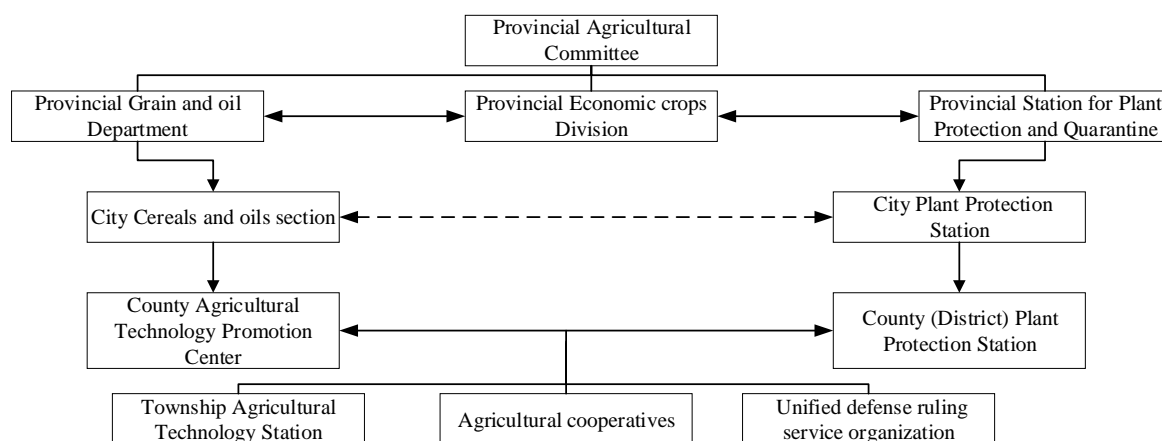 Provincial Agricultural
Committee
Provincial Grain and oil
Department
Provincial Economic crops
Division
Provincial Station for Plant
Protection and Quarantine
City Cereals and oils section
City Plant Protection
Station
County Agricultural
Technology Promotion
Center
County (District) Plant
Protection Station
Township Agricultural
Technology Station
Agricultural cooperatives
Unified defense ruling
service organization